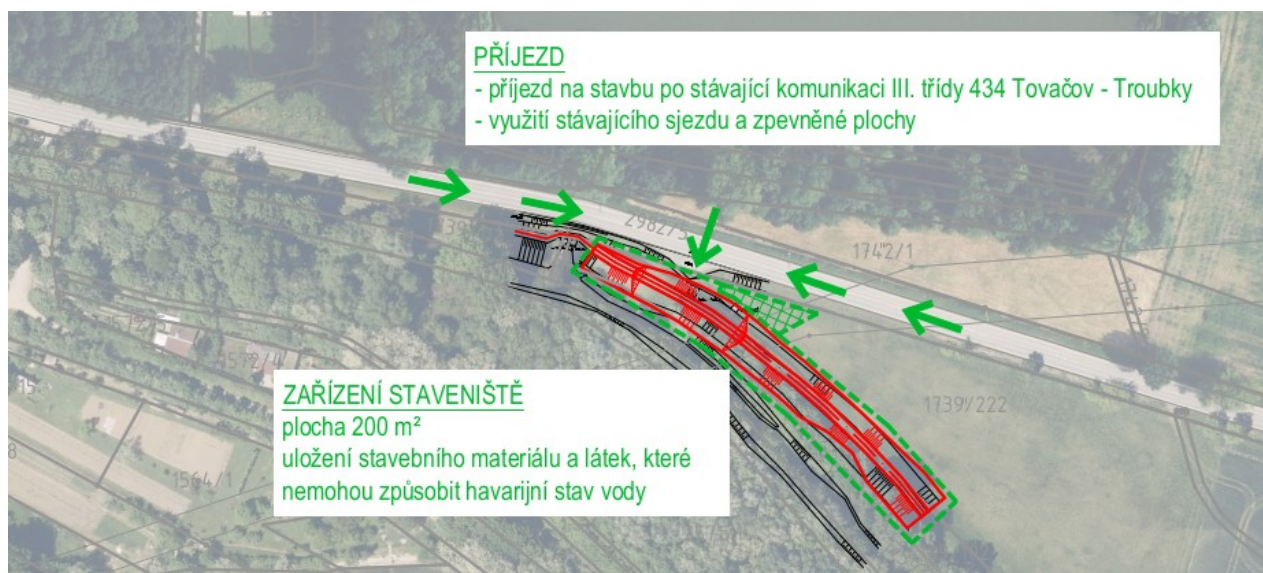 PŘÍJEZD
- příjezd na stavbu po stávající komunikaci III. třídy 434 Tovačov - Troubky
- využití stávajícího sjezdu a zpevněné plochy
2982/5
1742/1
1739/222
ZAŘÍZENÍ STAVENIŠTĚ
plocha 200 m²
uložení stavebního materiálu a látek, které
nemohou způsobit havarijní stav vody
1564/1